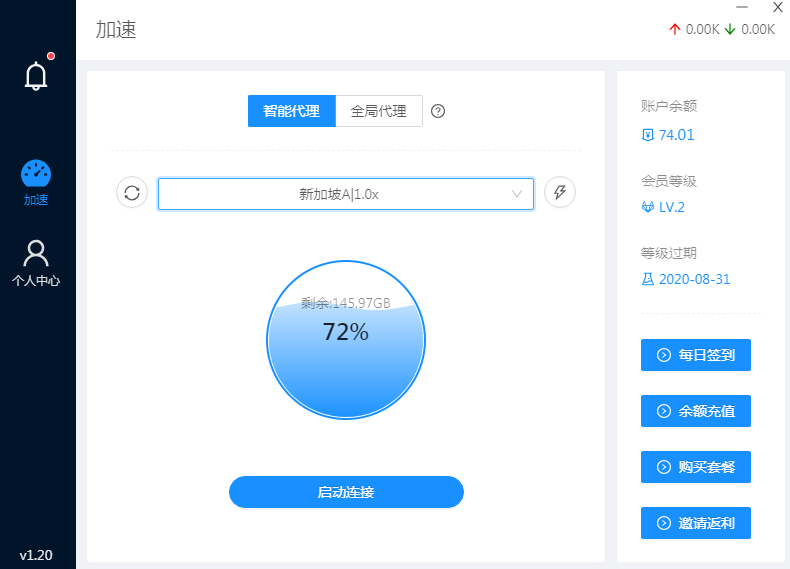 加速
0.00K 0.00K
智能代理 全局代理
新加坡A|1.0x
剩余:145.97GB
72%
启动连接
加速
个人中心
v1.20
账户余额
74.01
会员等级
LV.2
等级过期
2020-08-31
每日签到
余额充值
购买套餐
邀请返利